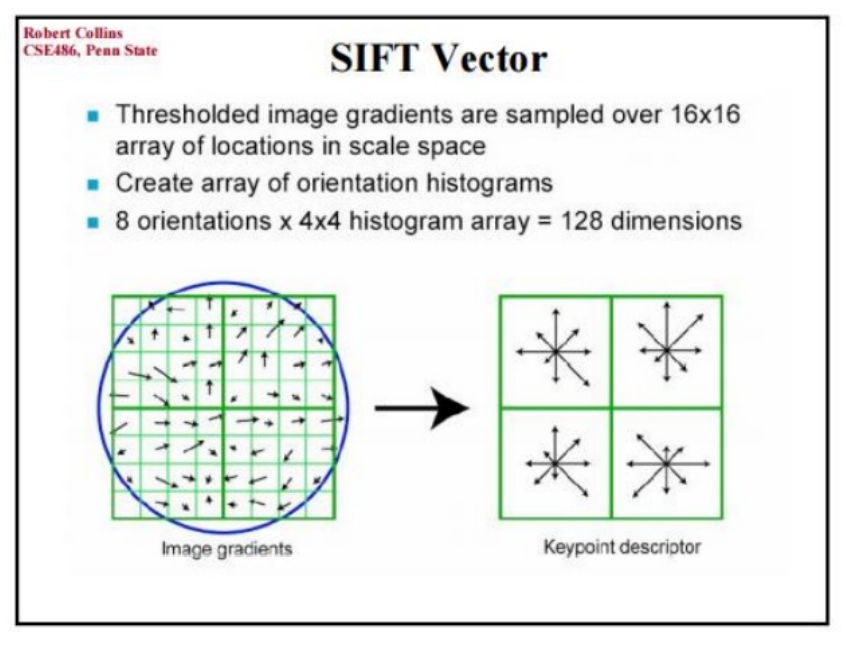 Robert Collins
CSE486, Penn State
SIFT Vector
Thresholded image gradients are sampled over 16x16
array of locations in scale space
Create array of orientation histograms
8 orientations x 4x4 histogram array = 128 dimensions
Image gradients
Keypoint descriptor